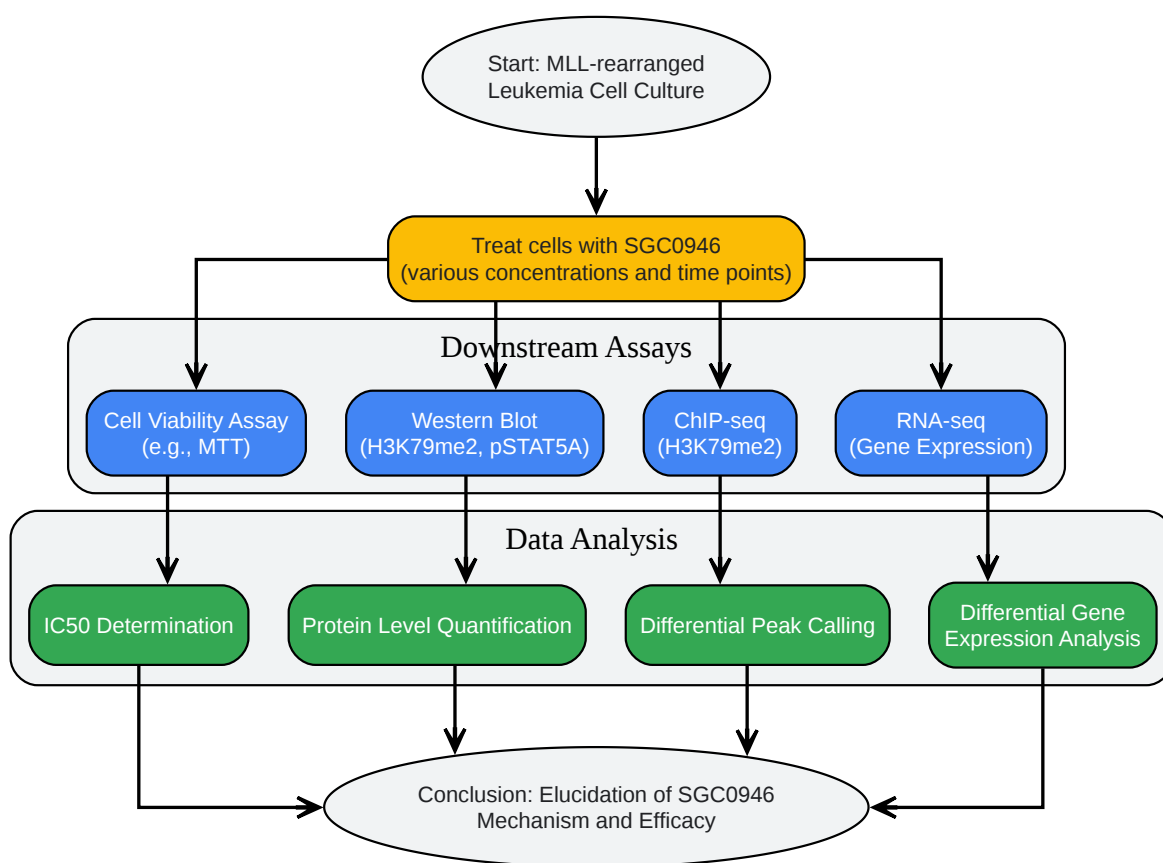 Start: MLL-rearranged
Leukemia Cell Culture
Treat cells with SGC0946
(various concentrations and time points)
Downstream Assays
Cell Viability Assay
(e.g., MTT)
Western Blot
(H3K79me2, pSTAT5A)
ChIP-seq
(H3K79me2)
RNA-seq
(Gene Expression)
Data Analysis
IC50 Determination
Protein Level Quantification
Differential Peak Calling
Differential Gene
Expression Analysis
Conclusion: Elucidation of SGC0946
Mechanism and Efficacy